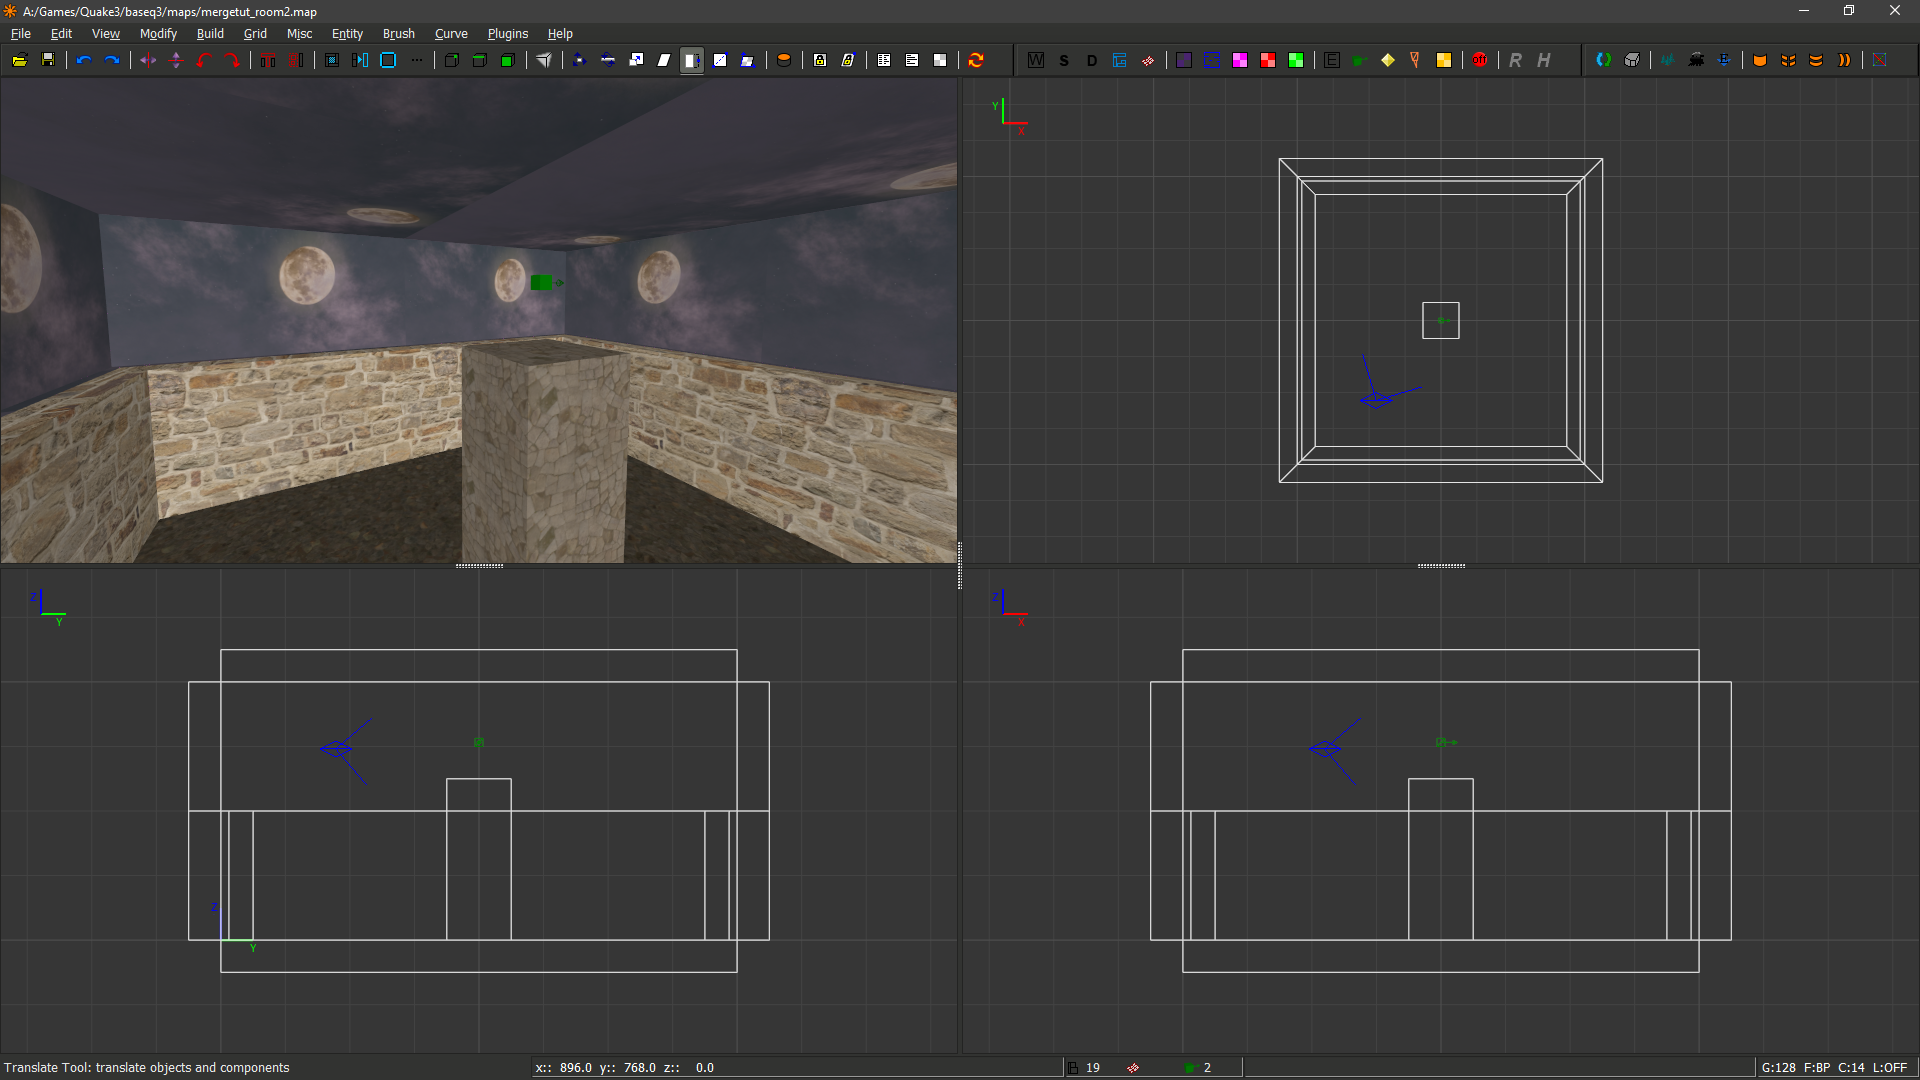 A:/Games/Quake3/baseq3/maps/mergetut_room2.map
File Edit View Modify Build Grid Misc Entity Brush Curve Plugins Help
W S D E Off R H
Y
X
Z
Y
Z
X
Z
Y
Translate Tool: translate objects and components
x:: 896.0 y:: 768.0 z:: 0.0
19
2
G:128 F:BP C:14 L:OFF